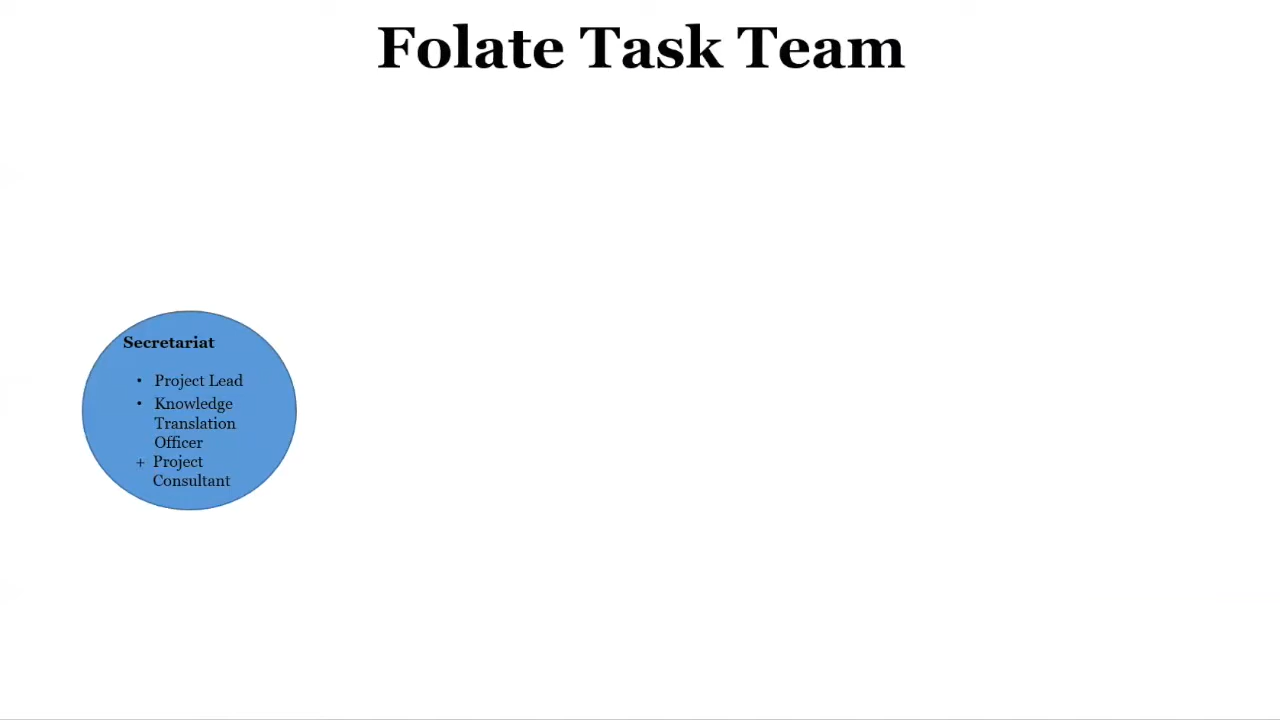 Folate Task Team
Secretariat
• Project Lead
• Knowledge
Translation
Officer
+ Project
Consultant